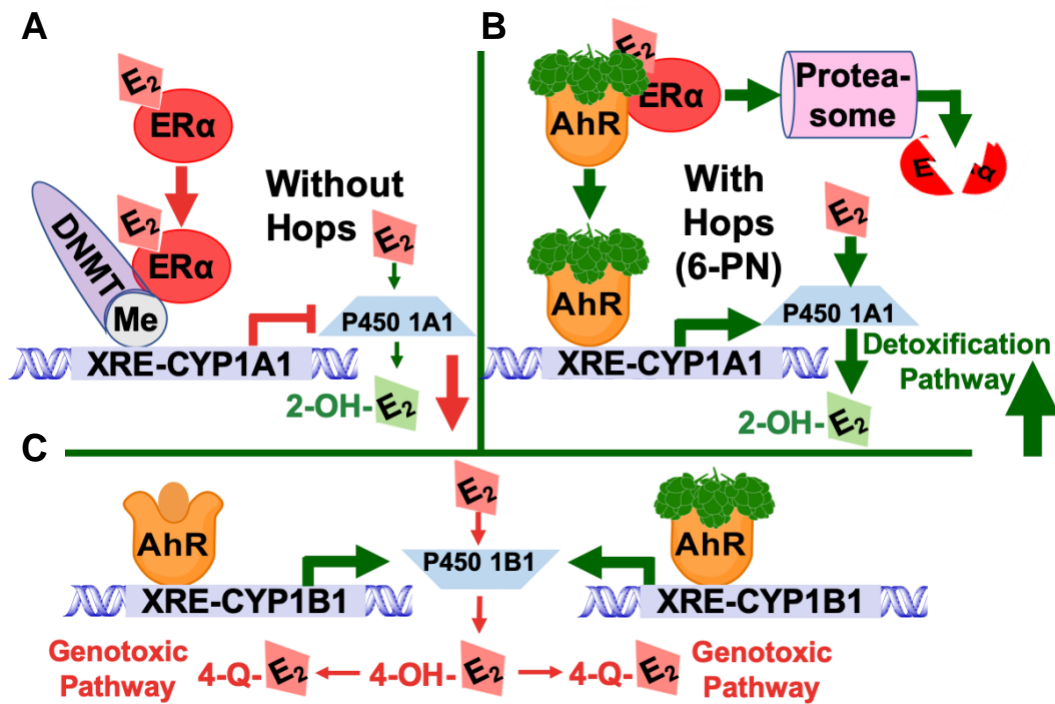 A
E₂
ERα
E₂
ERα
DNMT
Me
XRE-CYP1A1
Without
Hops
E₂
P450 1A1
2-OH-E₂
B
E₂
ERα
AhR
Protea-
some
E
α
With
Hops
(6-PN)
AhR
E₂
P450 1A1
XRE-CYP1A1
Detoxification
Pathway
2-OH-E₂
C
E₂
AhR
P450 1B1
AhR
XRE-CYP1B1
XRE-CYP1B1
Genotoxic
Pathway
4-Q-E₂
4-OH-E₂
4-Q-E₂
Genotoxic
Pathway